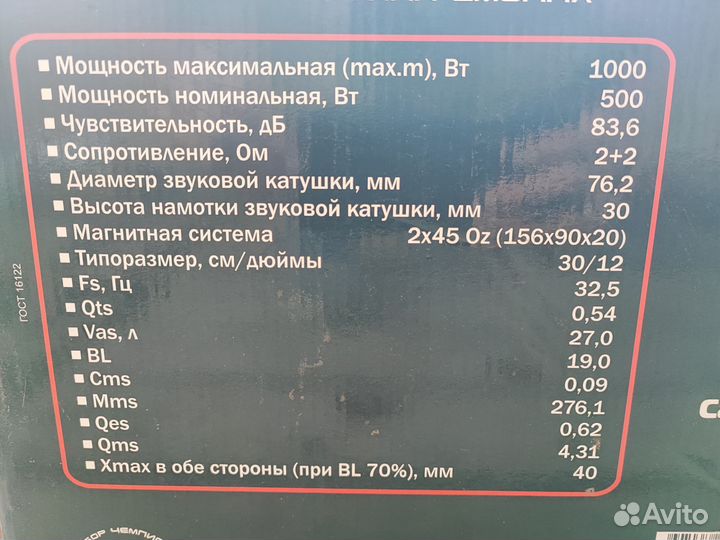 ■ Мощность максимальная (max.m), Вт 1000
■ Мощность номинальная, Вт 500
■ Чувствительность, дБ 83,6
■ Сопротивление, Ом 2+2
■ Диаметр звуковой катушки, мм 76,2
■ Высота намотки звуковой катушки, мм 30
■ Магнитная система 2x45 Oz (156x90x20)
■ Типоразмер, см/дюймы 30/12
■ Fs, Гц 32,5
■ Qts 0,54
■ Vas, л 27,0
■ BL 19,0
■ Cms 0,09
■ Mms 276,1
■ Qes 0,62
■ Qms 4,31
■ Xmax в обе стороны (при BL 70%), мм 40
ГОСТ 16122
Avito